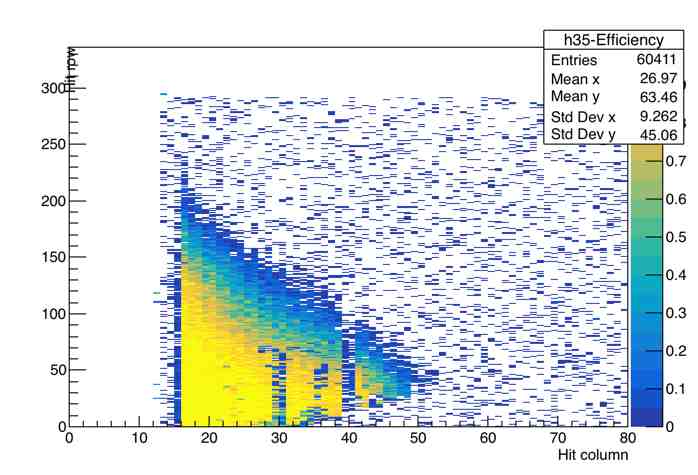 h35-Efficiency
Entries 60411
Mean x 26.97
Mean y 63.46
Std Dev x 9.262
Std Dev y 45.06
Hit row
300
250
200
150
100
50
0
0.7
0.6
0.5
0.4
0.3
0.2
0.1
0
0 10 20 30 40 50 60 70 80
Hit column